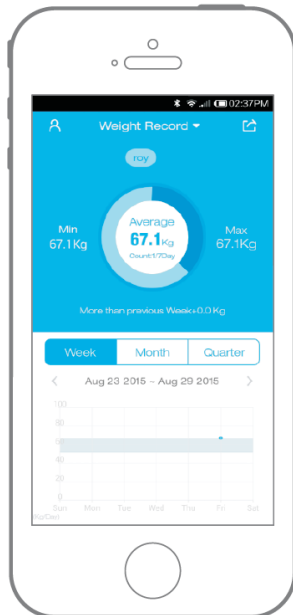 02:37PM
Weight Record
roy
Min
67.1Kg
Average
67.1Kg
Count:1/7Day
Max
67.1Kg
More than previous Week+0.0 Kg
Week Month Quarter
Aug 23 2015 ~ Aug 29 2015
100
80
60
40
20
0
Sun Mon Tue Wed Thu Fri Sat